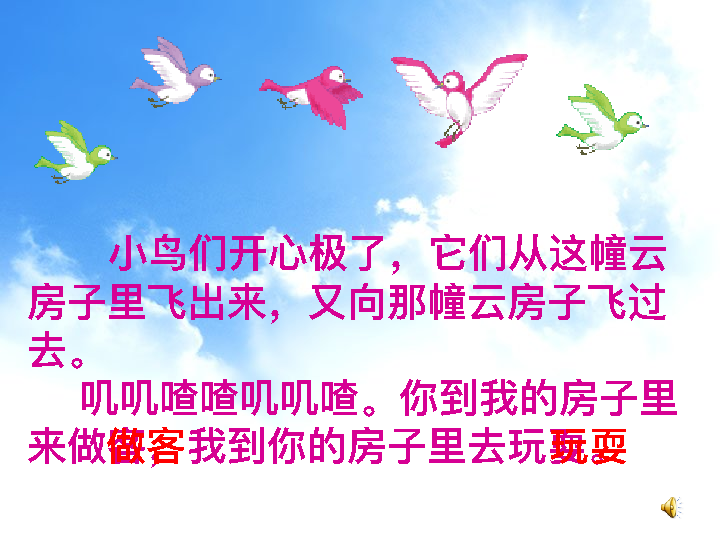 小鸟们开心极了，它们从这幢云
房子里飞出来，又向那幢云房子飞过
去。
叽叽喳喳叽叽喳。你到我的房子里
来做做客，我到你的房子里去玩玩耍。